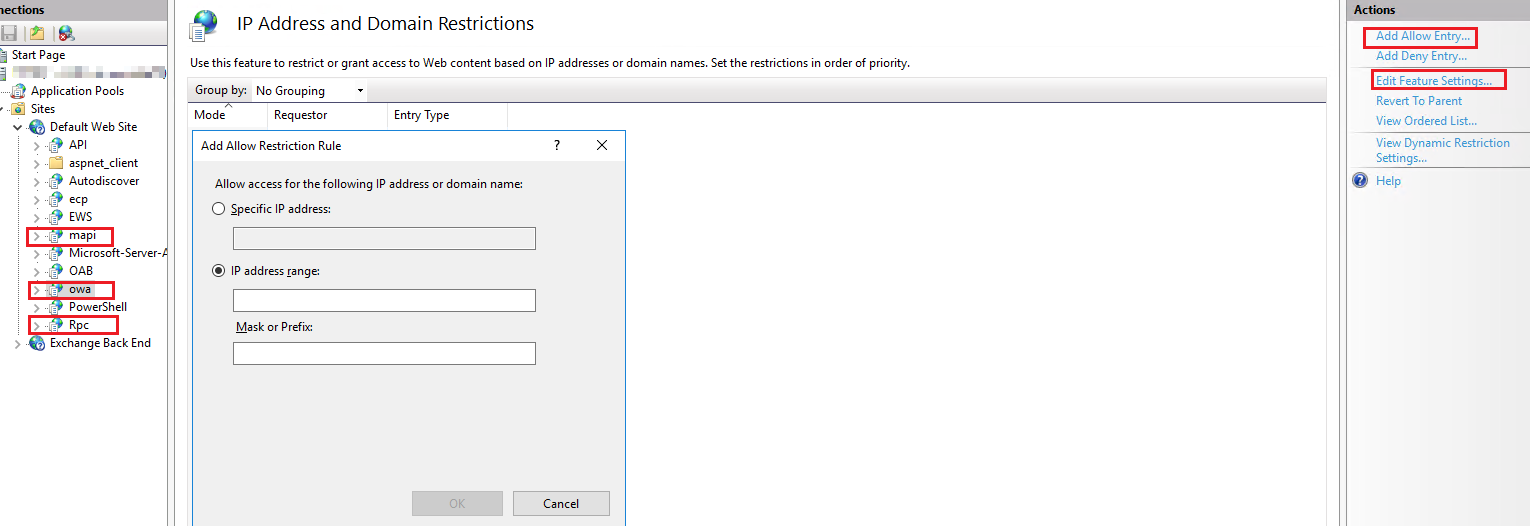 nections
Start Page
Application Pools
Sites
Default Web Site
API
aspnet_client
Autodiscover
ecp
EWS
mapi
Microsoft-Server-A
OAB
owa
PowerShell
Rpc
Exchange Back End
IP Address and Domain Restrictions
Use this feature to restrict or grant access to Web content based on IP addresses or domain names. Set the restrictions in order of priority.
Group by: No Grouping
Mode Requestor Entry Type
Add Allow Restriction Rule ?
Allow access for the following IP address or domain name:
Specific IP address:
IP address range:
Mask or Prefix:
OK Cancel
Actions
Add Allow Entry...
Add Deny Entry...
Edit Feature Settings...
Revert To Parent
View Ordered List...
View Dynamic Restriction
Settings...
Help